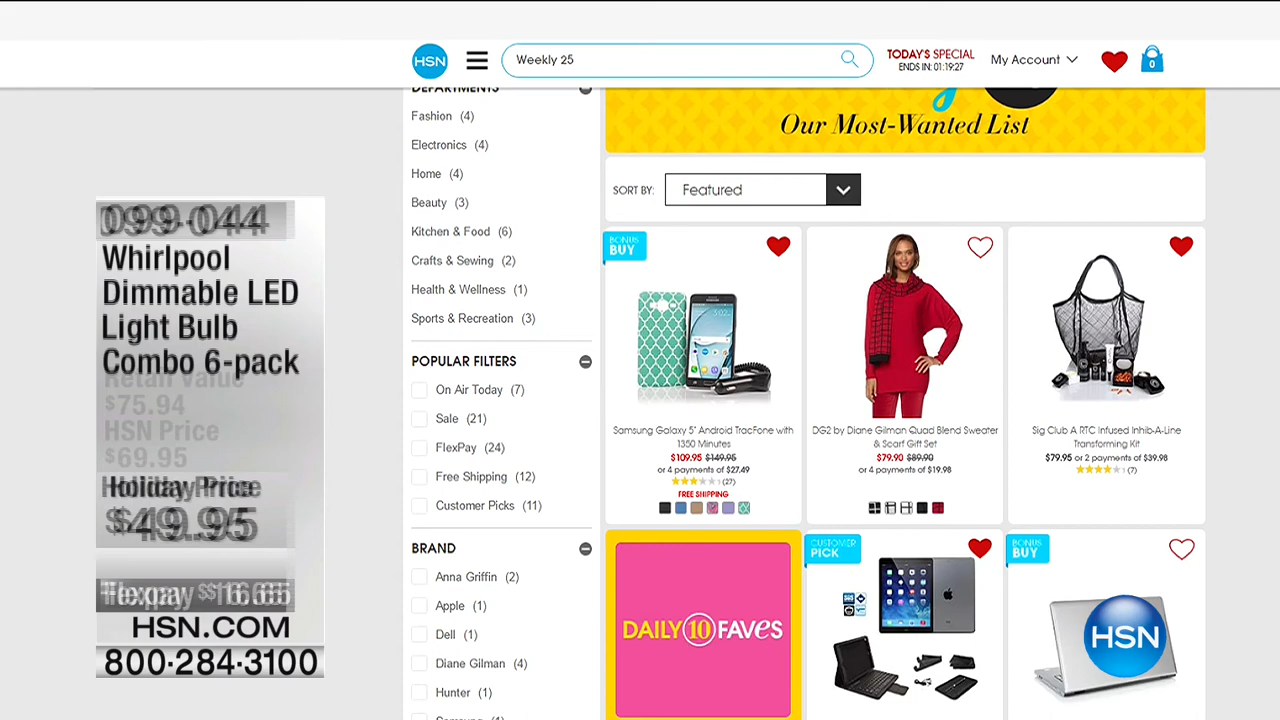 HSN
Weekly 25
TODAY'S SPECIAL
ENDS IN: 01:19:27
My Account
0
DEPARTMENTS
Fashion (4)
Electronics (4)
Home (4)
Beauty (3)
Kitchen & Food (6)
Crafts & Sewing (2)
Health & Wellness (1)
Sports & Recreation (3)
POPULAR FILTERS
On Air Today (7)
Sale (21)
FlexPay (24)
Free Shipping (12)
Customer Picks (11)
BRAND
Anna Griffin (2)
Apple (1)
Dell (1)
Diane Gilman (4)
Hunter (1)
Samsung (1)
Our Most-Wanted List
SORT BY: Featured
BONUS
BUY
Samsung Galaxy 5" Android TracFone with
1350 Minutes
$109.95 $149.95
or 4 payments of $27.49
(27)
FREE SHIPPING
DG2 by Diane Gilman Quad Blend Sweater
& Scarf Gift Set
$79.90 $89.90
or 4 payments of $19.98
Sig Club A RTC Infused Inhib-A-Line
Transforming Kit
$79.95 or 2 payments of $39.98
(7)
DAILY 10 FAVES
CUSTOMER
PICK
BONUS
BUY
HSN
099-044
Whirlpool
Dimmable LED
Light Bulb
Combo 6-pack
Retail Value
$75.94
HSN Price
$69.95
Holiday Price
$49.95
Flexpay $16.65
HSN.COM
800·284·3100